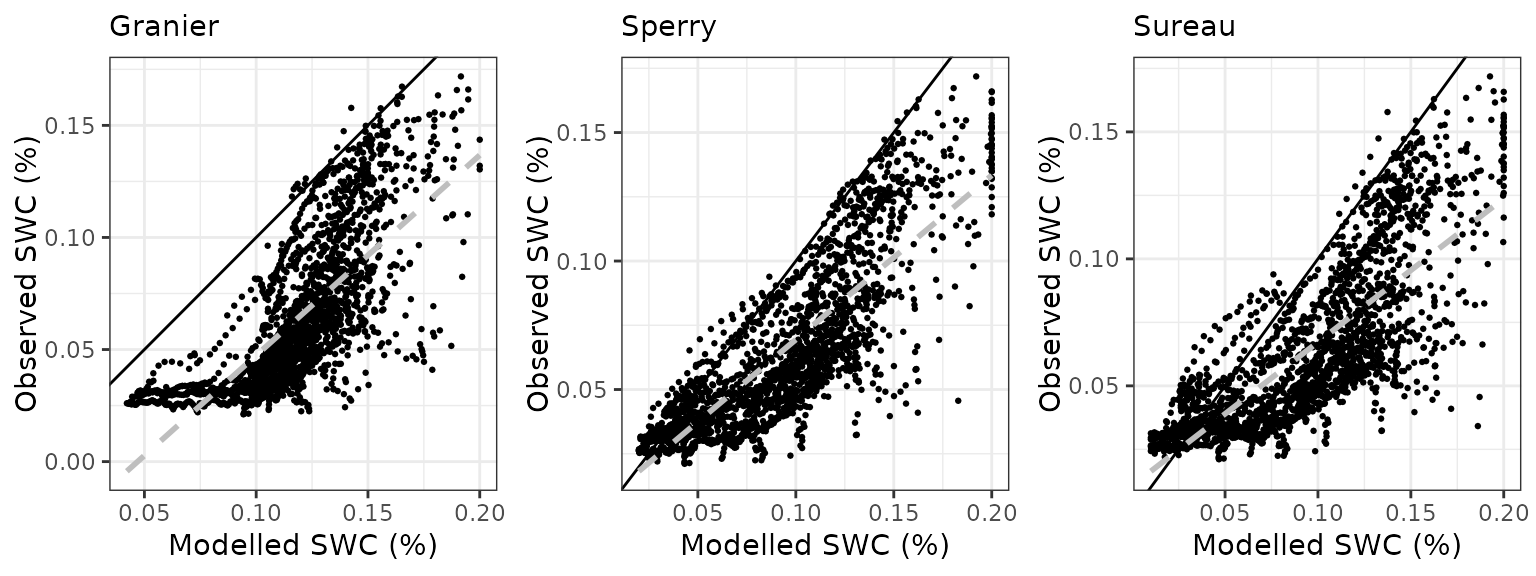 Granier
Observed SWC (%)
0.15
0.10
0.05
0.00
0.05 0.10 0.15 0.20
Modelled SWC (%)
Sperry
Observed SWC (%)
0.15
0.10
0.05
0.05 0.10 0.15 0.20
Modelled SWC (%)
Sureau
Observed SWC (%)
0.15
0.10
0.05
0.05 0.10 0.15 0.20
Modelled SWC (%)